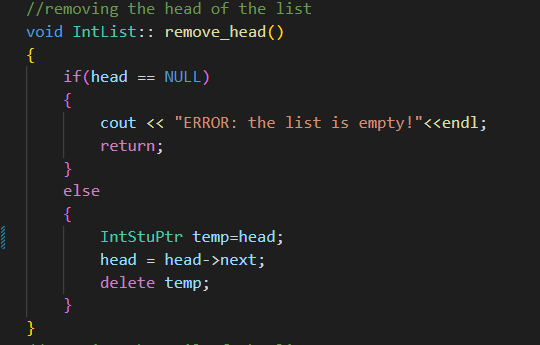 //removing the head of the list
void IntList:: remove_head()
{
    if(head == NULL)
    {
        cout << "ERROR: the list is empty!"<<endl;
        return;
    }
    else
    {
        IntStuPtr temp=head;
        head = head->next;
        delete temp;
    }
}